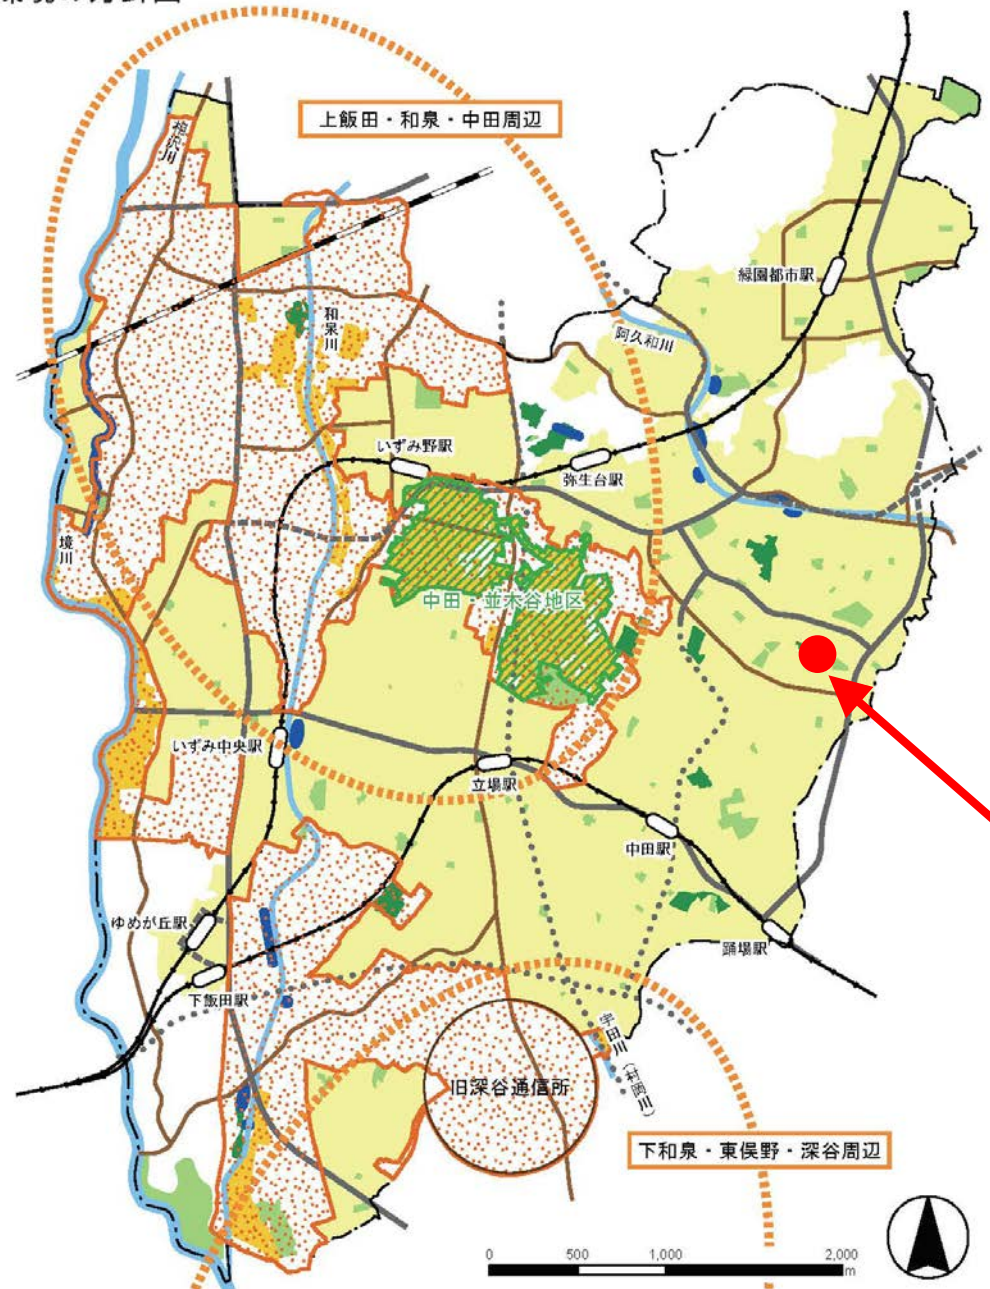 上飯田・和泉・中田周辺
相沢川
緑園都市駅
和泉川
阿久和川
いずみ野駅
弥生台駅
境川
中田・並木谷地区
いずみ中央駅
立場駅
中田駅
ゆめが丘駅
踊場駅
下飯田駅
宇田川(村岡川)
旧深谷通信所
下和泉・東俣野・深谷周辺
0 500 1,000 2,000
m